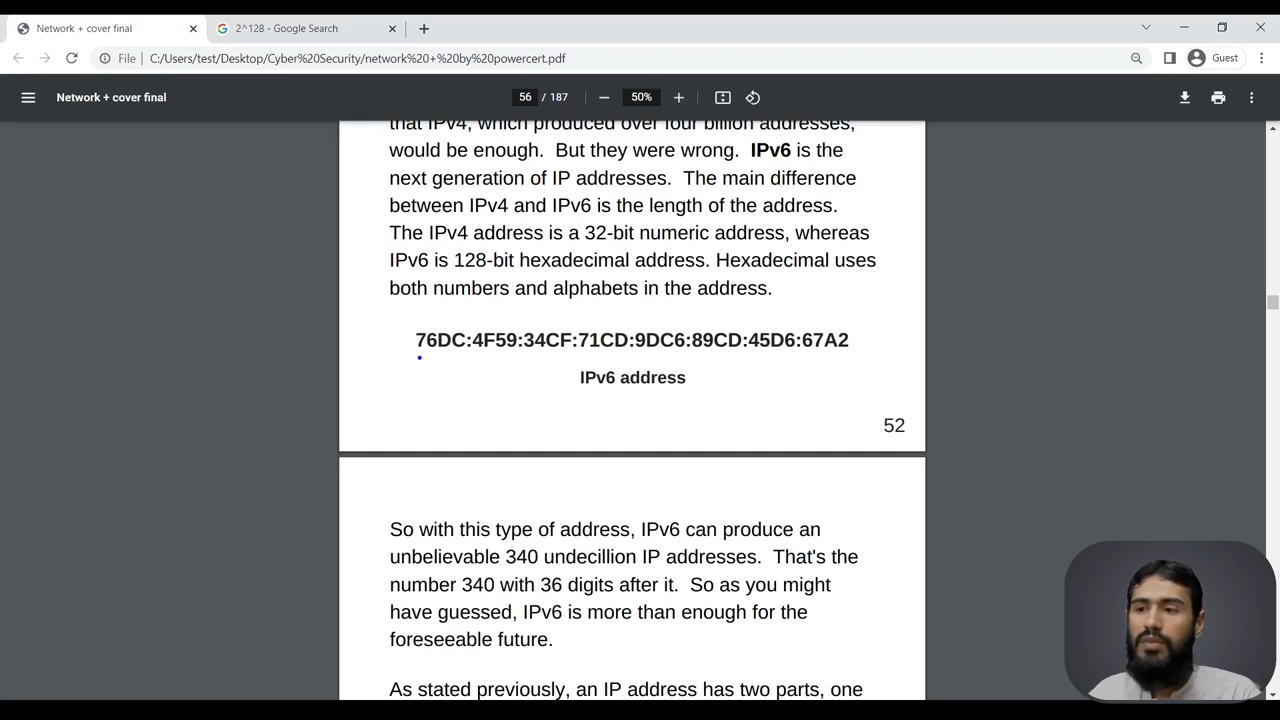 Network + cover final
2^128 - Google Search
File
C:/Users/test/Desktop/Cyber%20Security/network%20+%20by%20powercert.pdf
Guest
Network + cover final
56 / 187
50%
that IPv4, which produced over four billion addresses,
would be enough. But they were wrong. IPv6 is the
next generation of IP addresses. The main difference
between IPv4 and IPv6 is the length of the address.
The IPv4 address is a 32-bit numeric address, whereas
IPv6 is 128-bit hexadecimal address. Hexadecimal uses
both numbers and alphabets in the address.
76DC:4F59:34CF:71CD:9DC6:89CD:45D6:67A2
IPv6 address
52
So with this type of address, IPv6 can produce an
unbelievable 340 undecillion IP addresses. That's the
number 340 with 36 digits after it. So as you might
have guessed, IPv6 is more than enough for the
foreseeable future.
As stated previously, an IP address has two parts, one